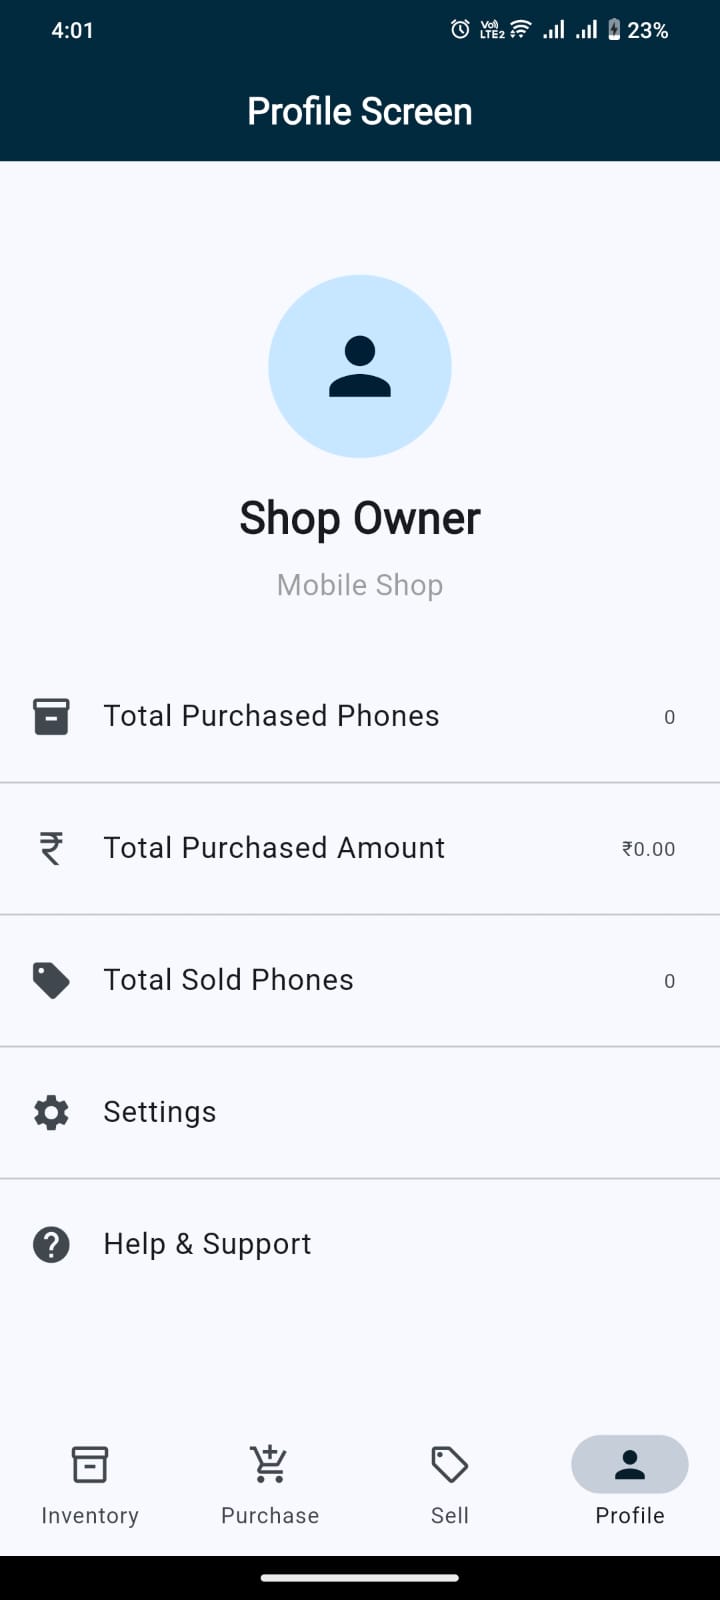 4:01
Vo)) LTE2 23%
Profile Screen
Shop Owner
Mobile Shop
Total Purchased Phones 0
Total Purchased Amount ₹0.00
Total Sold Phones 0
Settings
Help & Support
Inventory Purchase Sell Profile